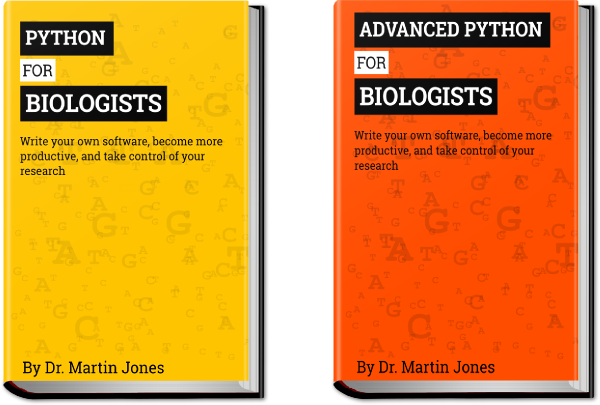 PYTHON
FOR
BIOLOGISTS
Write your own software, become more
productive, and take control of your
research
By Dr. Martin Jones
ADVANCED PYTHON
FOR
BIOLOGISTS
Write your own software, become more
productive, and take control of your
research
By Dr. Martin Jones